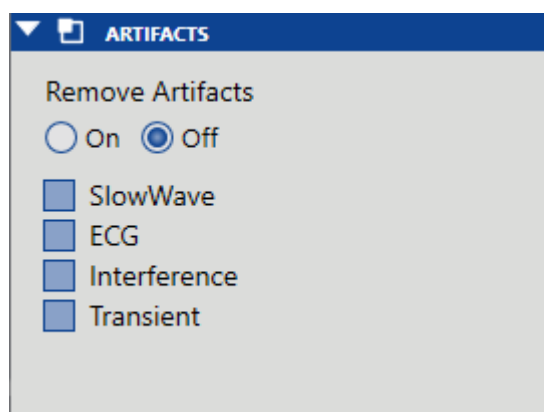 ARTIFACTS
Remove Artifacts
On Off
SlowWave
ECG
Interference
Transient